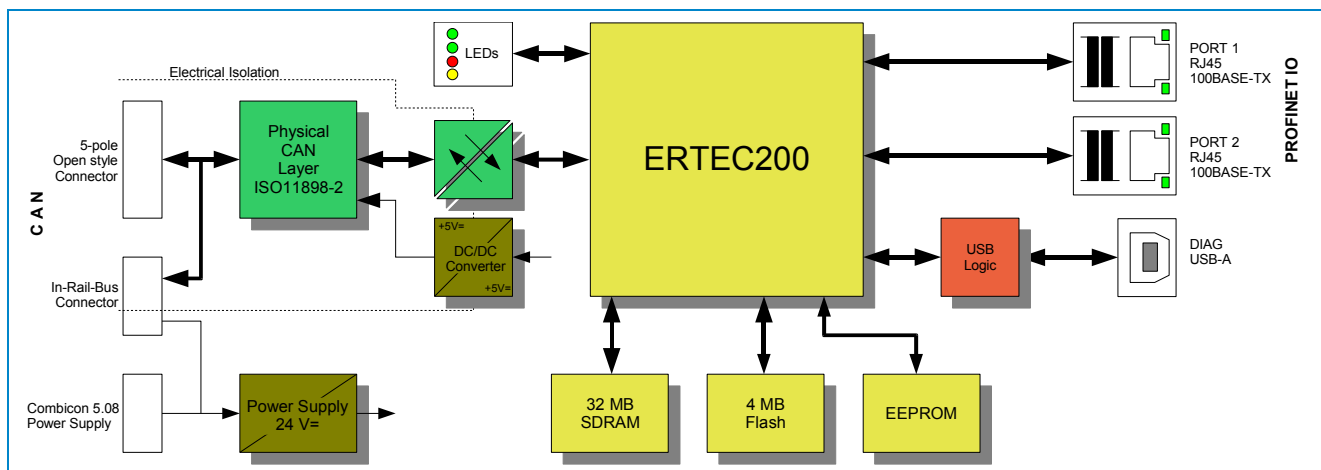 LEDs
Electrical Isolation
5-pole
Open style
Connector
Physical
CAN
Layer
ISO11898-2
C A N
In-Rail-Bus
Connector
+5V=
DC/DC
Converter
+5V=
Combicon 5.08
Power Supply
Power Supply
24 V=
ERTEC200
32 MB
SDRAM
4 MB
Flash
EEPROM
USB
Logic
PORT 1
RJ45
100BASE-TX
PORT 2
RJ45
100BASE-TX
PROFINET IO
DIAG
USB-A